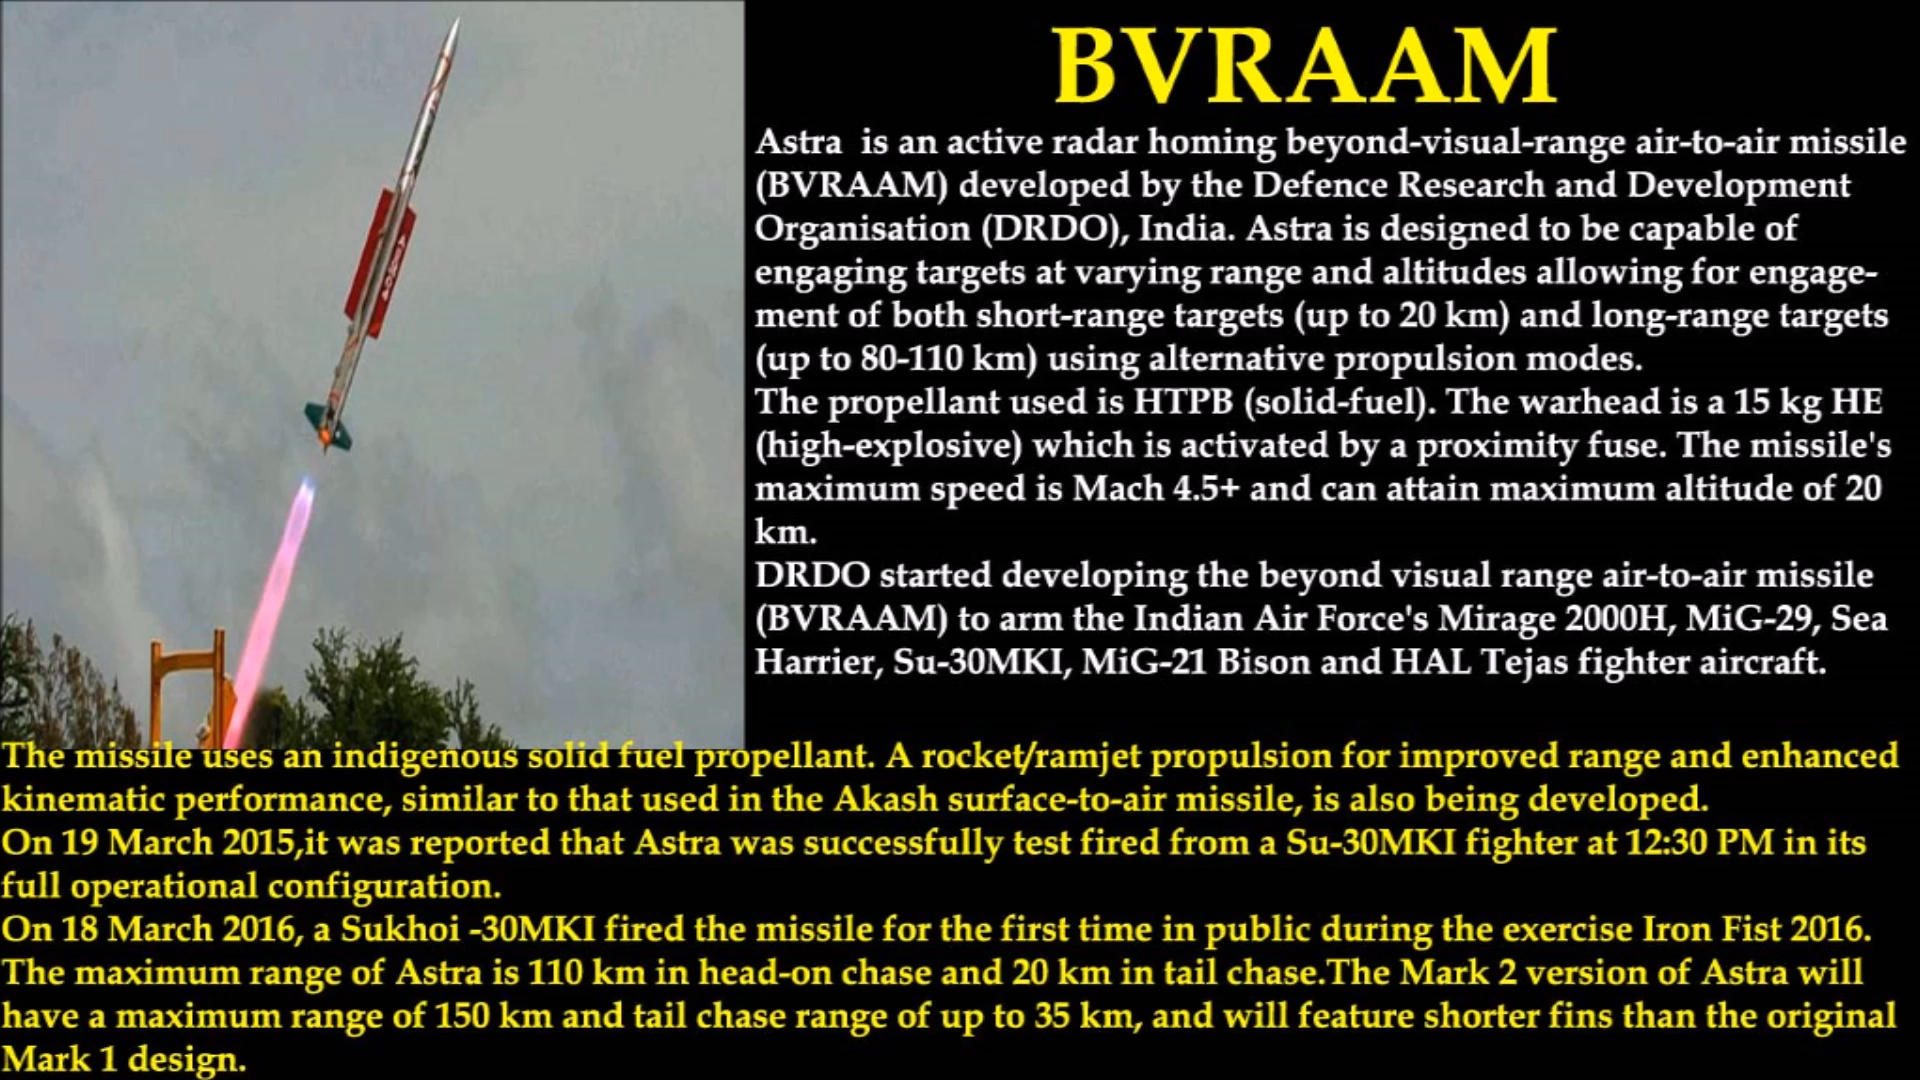 BVRAAM
Astra is an active radar homing beyond-visual-range air-to-air missile
(BVRAAM) developed by the Defence Research and Development
Organisation (DRDO), India. Astra is designed to be capable of
engaging targets at varying range and altitudes allowing for engage-
ment of both short-range targets (up to 20 km) and long-range targets
(up to 80-110 km) using alternative propulsion modes.
The propellant used is HTPB (solid-fuel). The warhead is a 15 kg HE
(high-explosive) which is activated by a proximity fuse. The missile's
maximum speed is Mach 4.5+ and can attain maximum altitude of 20
km.
DRDO started developing the beyond visual range air-to-air missile
(BVRAAM) to arm the Indian Air Force's Mirage 2000H, MiG-29, Sea
Harrier, Su-30MKI, MiG-21 Bison and HAL Tejas fighter aircraft.
The missile uses an indigenous solid fuel propellant. A rocket/ramjet propulsion for improved range and enhanced
kinematic performance, similar to that used in the Akash surface-to-air missile, is also being developed.
On 19 March 2015,it was reported that Astra was successfully test fired from a Su-30MKI fighter at 12:30 PM in its
full operational configuration.
On 18 March 2016, a Sukhoi -30MKI fired the missile for the first time in public during the exercise Iron Fist 2016.
The maximum range of Astra is 110 km in head-on chase and 20 km in tail chase.The Mark 2 version of Astra will
have a maximum range of 150 km and tail chase range of up to 35 km, and will feature shorter fins than the original
Mark 1 design.